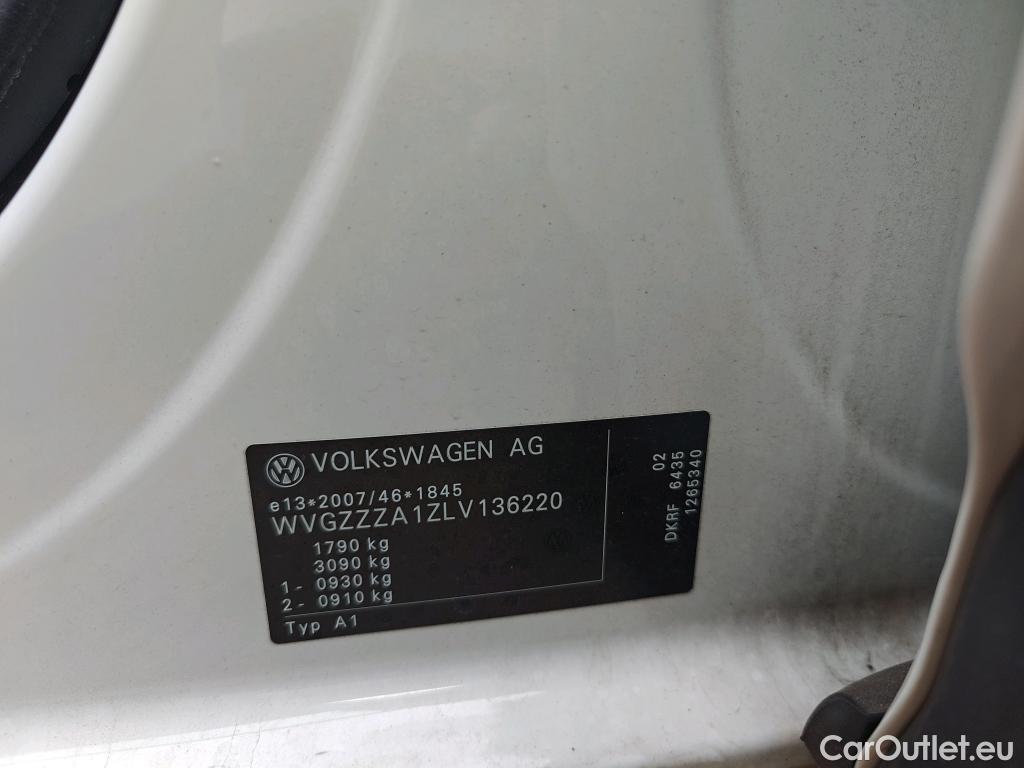 VOLKSWAGEN AG
e13*2007/46*1845
WVGZZZA1ZLV136220
1790 kg
3090 kg
1- 0930 kg
2- 0910 kg
Typ A1
02
DKRF 6435
1265340
CarOutlet.eu